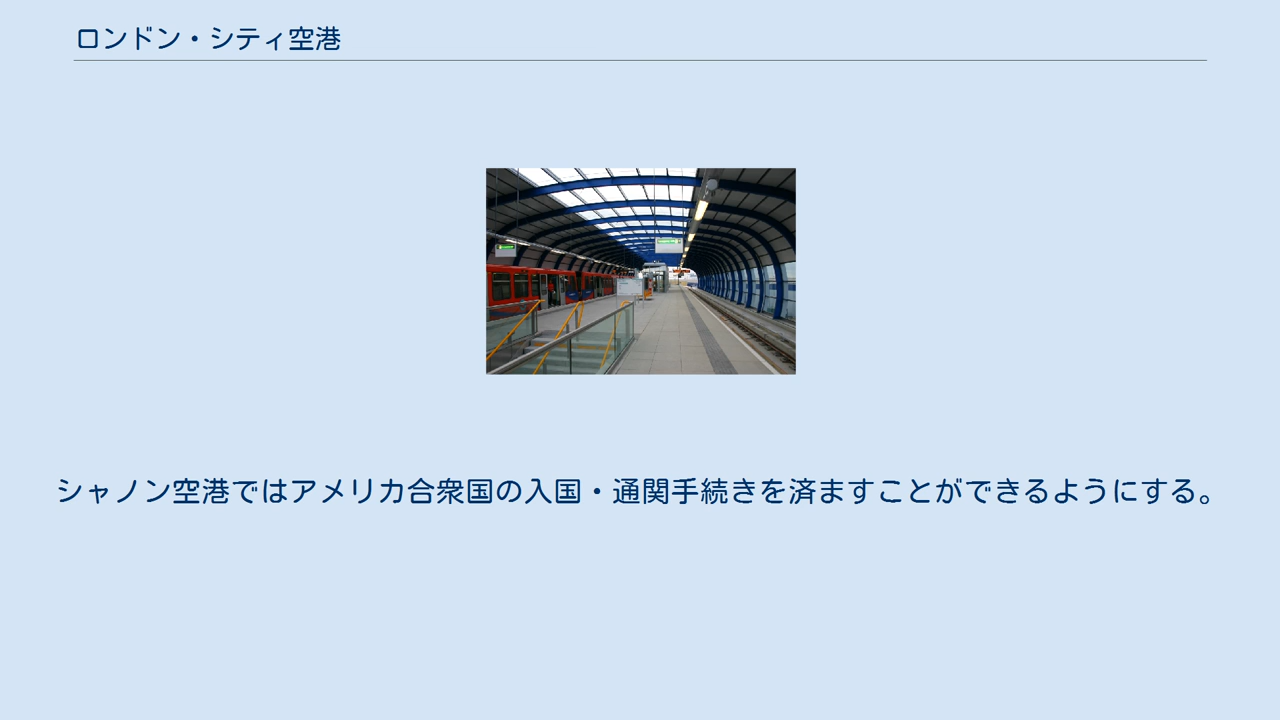 ロンドン・シティ空港
シャノン空港ではアメリカ合衆国の入国・通関手続きを済ますことができるようにする。